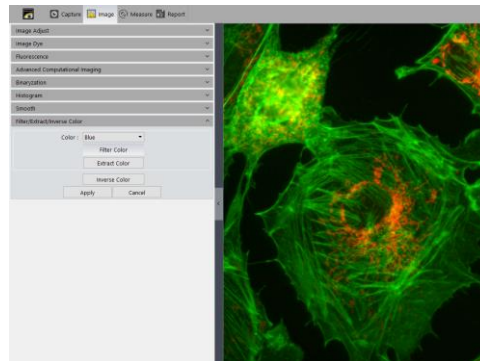 Capture Image Measure Report
Image Adjust
Image Dye
Fluorescence
Advanced Computational Imaging
Binaryzation
Histogram
Smooth
Filter/Extract/Inverse Color
Color : Blue
Filter Color
Extract Color
Inverse Color
Apply Cancel